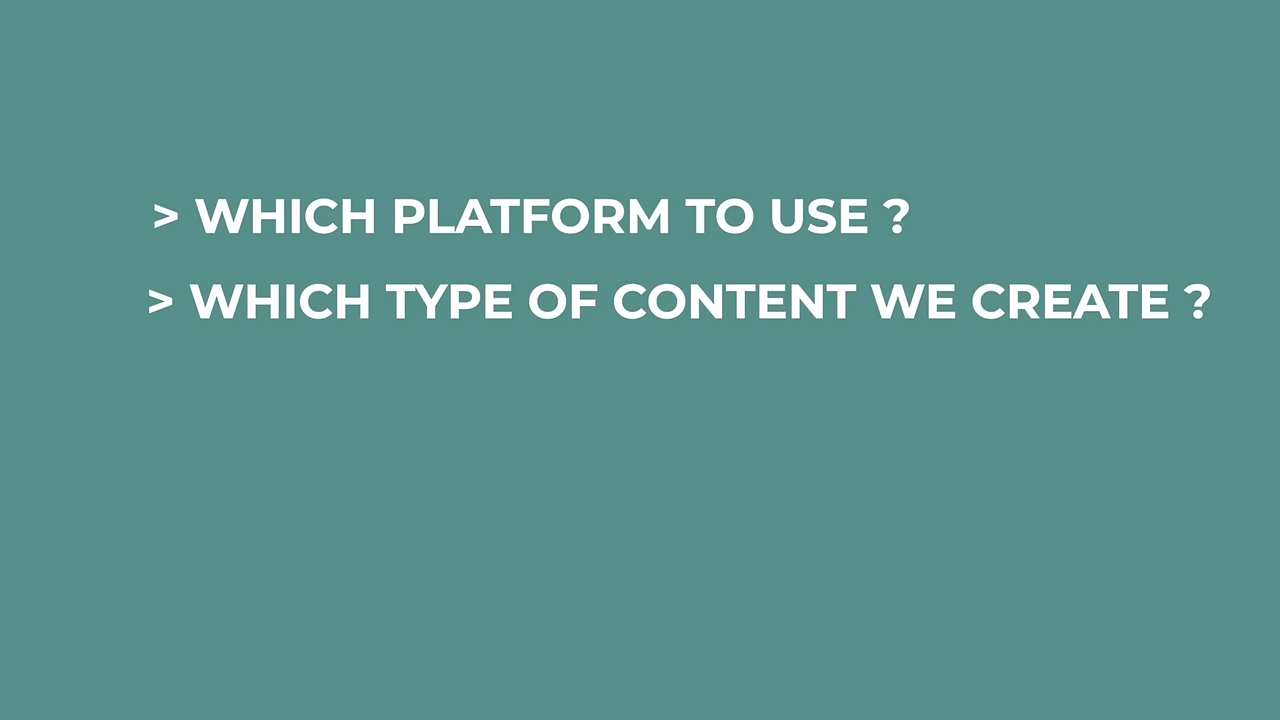 > WHICH PLATFORM TO USE ?
> WHICH TYPE OF CONTENT WE CREATE ?